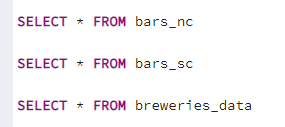 SELECT * FROM bars_nc
SELECT * FROM bars_sc
SELECT * FROM breweries_data